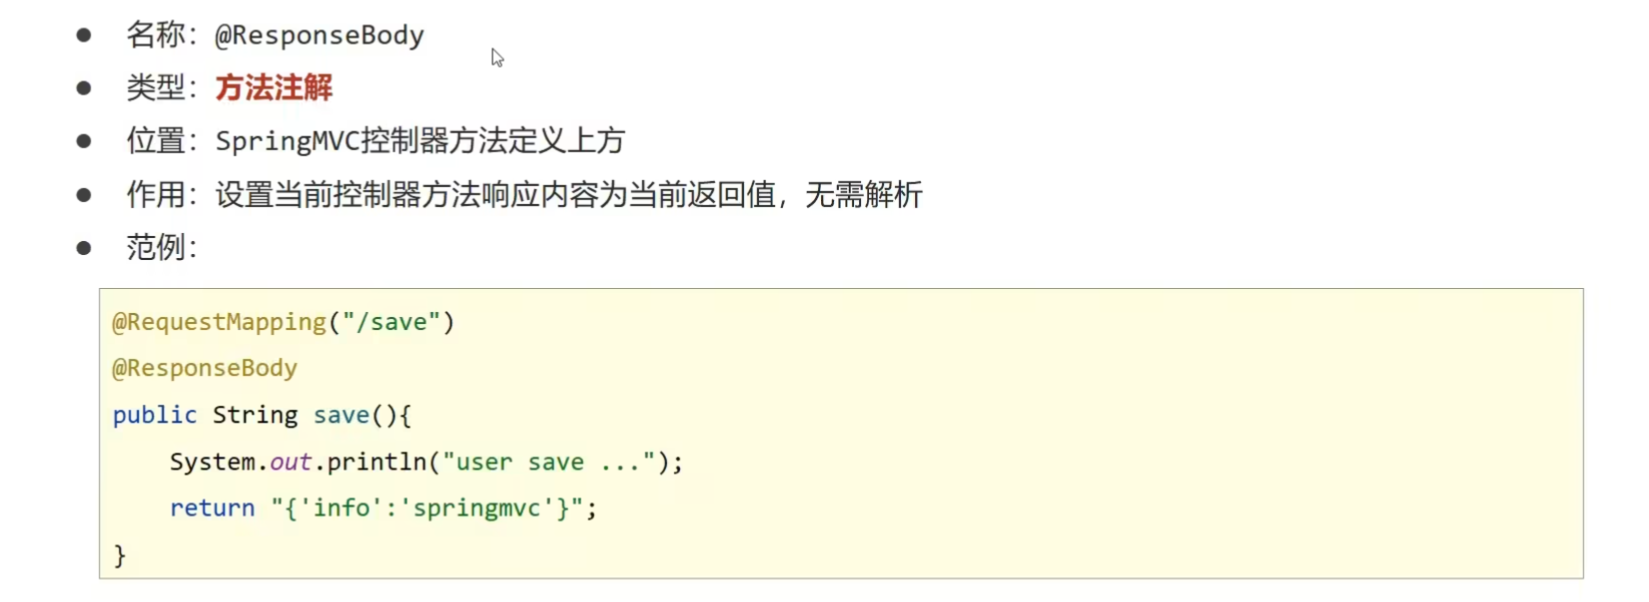 ● 名称：@ResponseBody
● 类型：方法注解
● 位置：SpringMVC控制器方法定义上方
● 作用：设置当前控制器方法响应内容为当前返回值，无需解析
● 范例：
@RequestMapping("/save")
@ResponseBody
public String save(){
    System.out.println("user save ...");
    return "{'info':'springmvc'}";
}